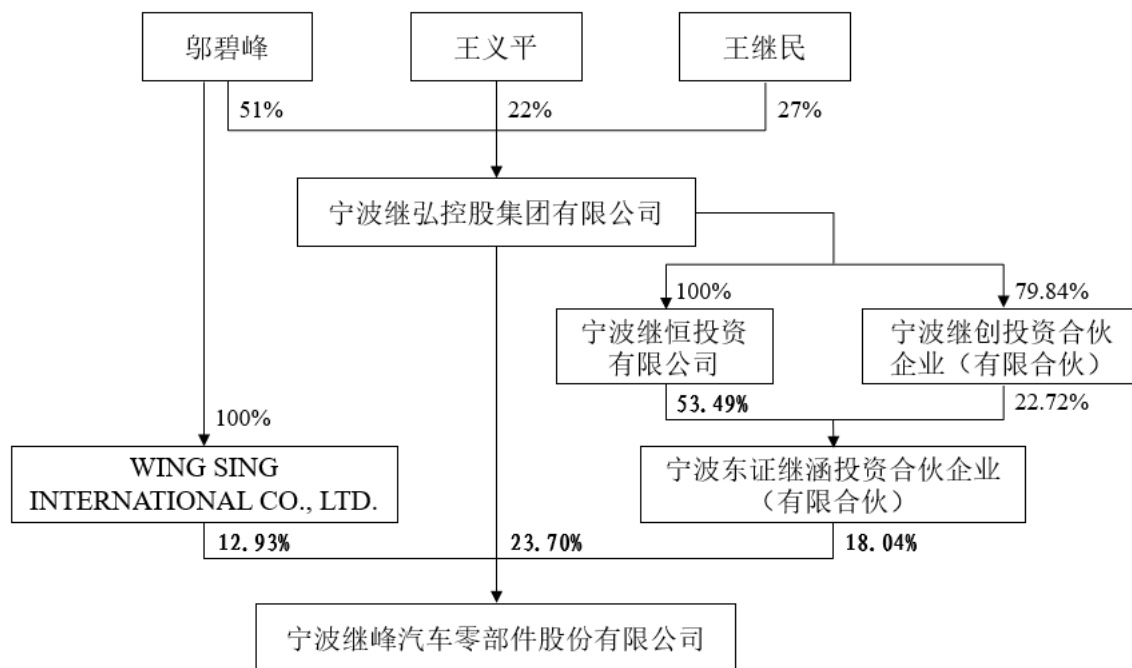 邬碧峰
王义平
王继民
51%
22%
27%
宁波继弘控股集团有限公司
100%
79.84%
宁波继恒投资
有限公司
宁波继创投资合伙
企业（有限合伙）
53.49%
22.72%
100%
WING SING
INTERNATIONAL CO., LTD.
宁波东证继涵投资合伙企业
（有限合伙）
12.93%
23.70%
18.04%
宁波继峰汽车零部件股份有限公司